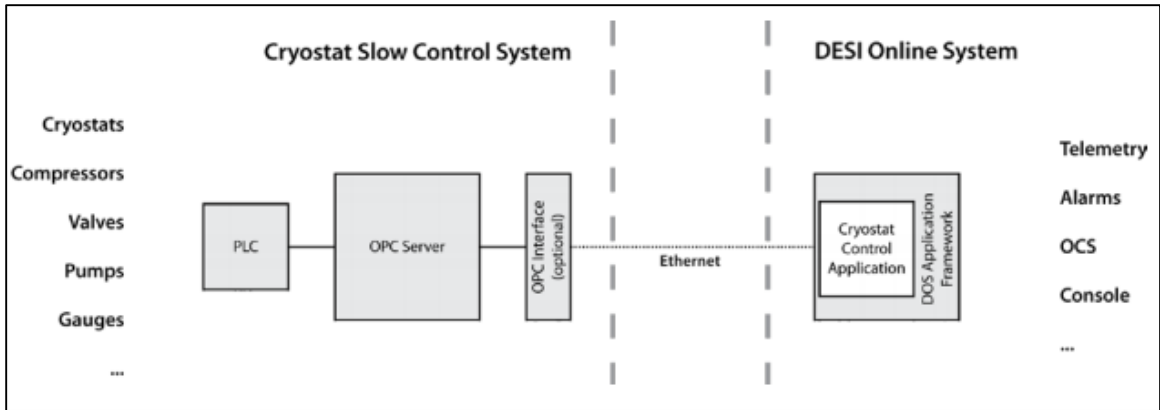 Cryostat Slow Control System
DESI Online System
Cryostats
Compressors
Valves
Pumps
Gauges
...
PLC
OPC Server
OPC Interface
(optional)
Ethernet
Cryostat
Control
Application
DOS Application
Framework
Telemetry
Alarms
OCS
Console
...